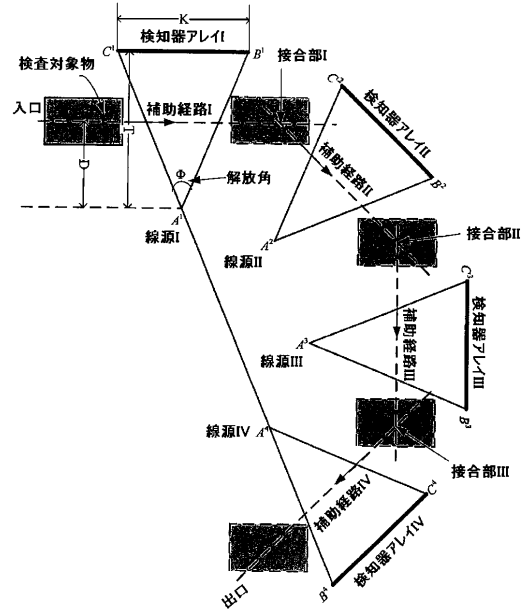 K
検知器アレイI
C¹
B¹
接合部I
検査対象物
入口
補助経路I
T
D
Φ
解放角
A¹
線源I
C²
検知器アレイII
B²
補助経路II
A²
線源II
接合部II
C³
検知器アレイIII
B³
補助経路III
A³
線源III
線源IV
A⁴
接合部III
補助経路IV
C⁴
検知器アレイIV
B⁴
出口